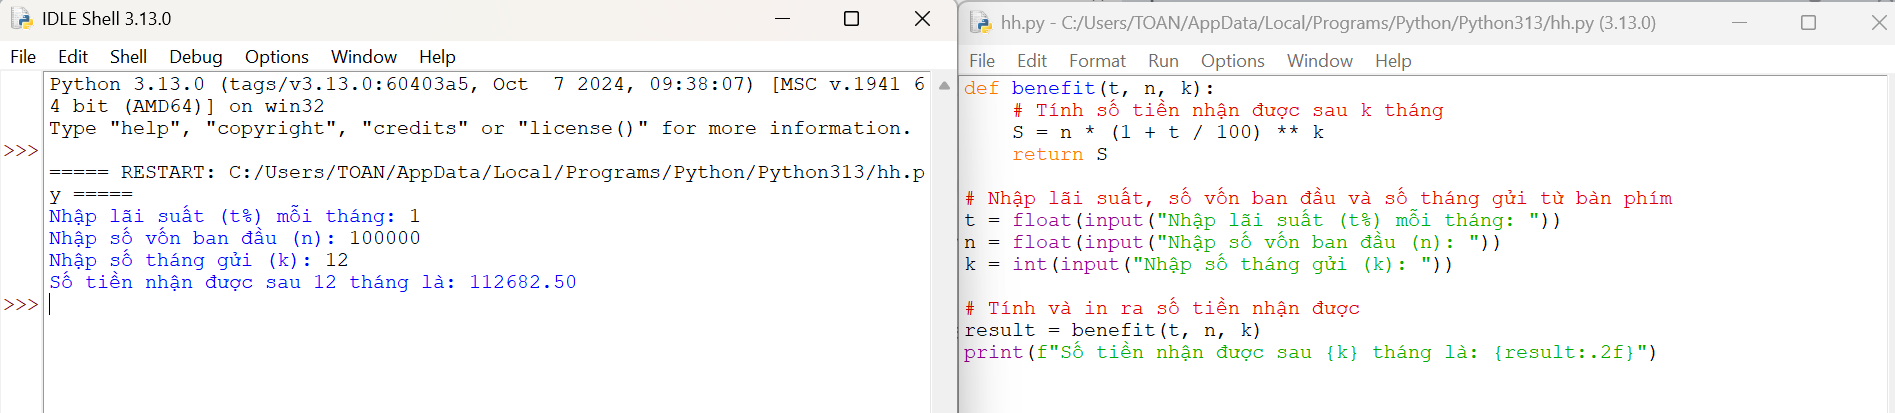 IDLE Shell 3.13.0
File Edit Shell Debug Options Window Help
Python 3.13.0 (tags/v3.13.0:60403a5, Oct  7 2024, 09:38:07) [MSC v.1941 6
4 bit (AMD64)] on win32
Type "help", "copyright", "credits" or "license()" for more information.
>>>
===== RESTART: C:/Users/TOAN/AppData/Local/Programs/Python/Python313/hh.p
y =====
Nhập lãi suất (t%) mỗi tháng: 1
Nhập số vốn ban đầu (n): 100000
Nhập số tháng gửi (k): 12
Số tiền nhận được sau 12 tháng là: 112682.50
>>>
hh.py - C:/Users/TOAN/AppData/Local/Programs/Python/Python313/hh.py (3.13.0)
File Edit Format Run Options Window Help
def benefit(t, n, k):
    # Tính số tiền nhận được sau k tháng
    S = n * (1 + t / 100) ** k
    return S

# Nhập lãi suất, số vốn ban đầu và số tháng gửi từ bàn phím
t = float(input("Nhập lãi suất (t%) mỗi tháng: "))
n = float(input("Nhập số vốn ban đầu (n): "))
k = int(input("Nhập số tháng gửi (k): "))

# Tính và in ra số tiền nhận được
result = benefit(t, n, k)
print(f"Số tiền nhận được sau {k} tháng là: {result:.2f}")